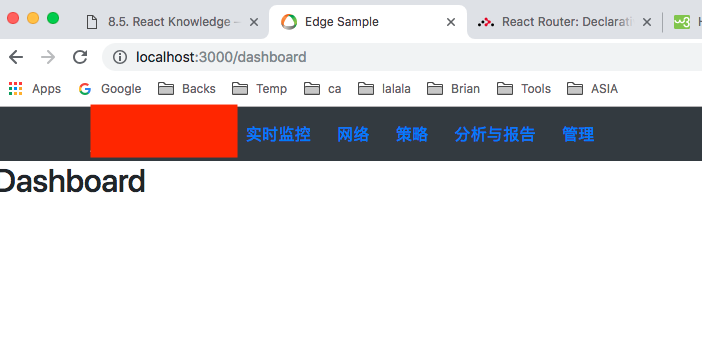 8.5. React Knowledge –
Edge Sample
React Router: Declarati
H
localhost:3000/dashboard
Apps
Google
Backs
Temp
ca
lalala
Brian
Tools
ASIA
实时监控
网络
策略
分析与报告
管理
Dashboard